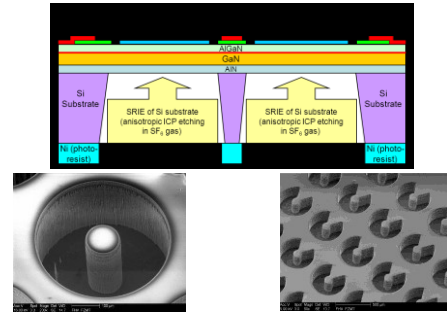 AlGaN
GaN
AlN
Si
Substrate
SRIE of Si substrate
(anisotropic ICP etching
in SF6 gas)
SRIE of Si substrate
(anisotropic ICP etching
in SF6 gas)
Si
Substrate
Ni (photo-
resist)
Ni (photo-
resist)